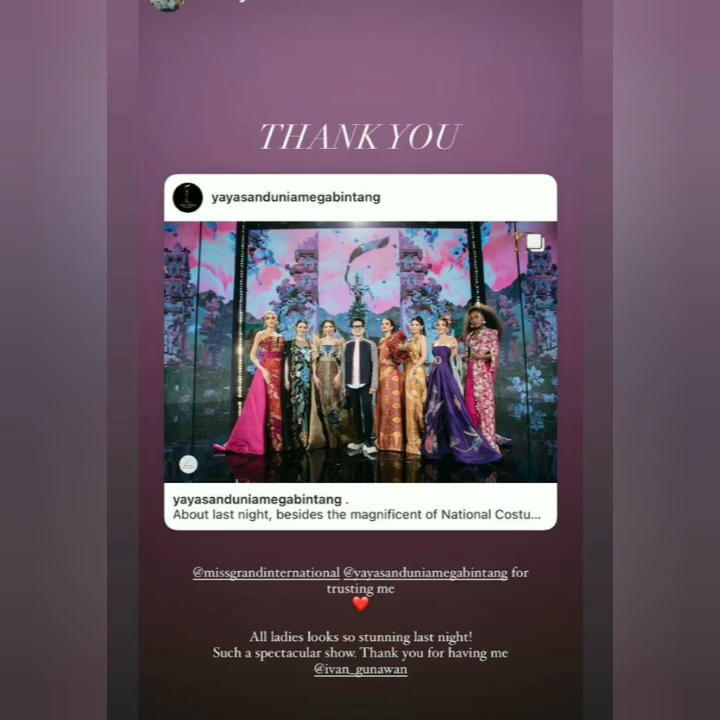 THANK YOU
yayasanduniamegabintang
yayasanduniamegabintang .
About last night, besides the magnificent of National Costu...
@missgrandinternational @yayasanduniamegabintang for
trusting me
❤️
All ladies looks so stunning last night!
Such a spectacular show. Thank you for having me
@ivan_gunawan